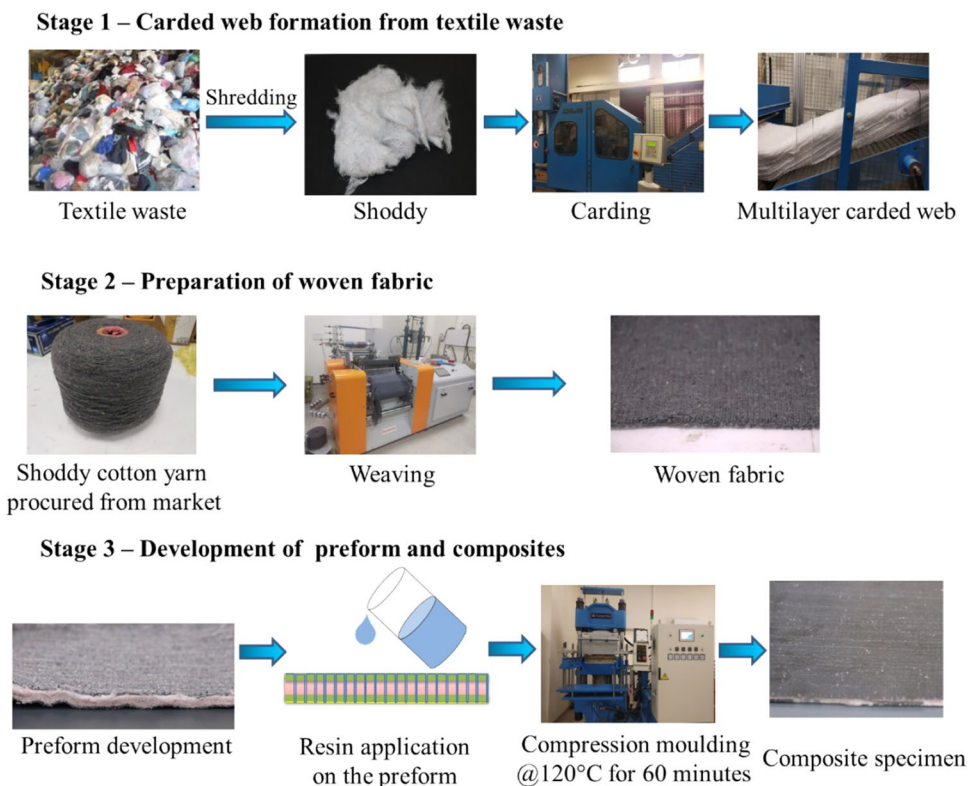 Stage 1 – Carded web formation from textile waste
Shredding
Textile waste
Shoddy
Carding
Multilayer carded web
Stage 2 – Preparation of woven fabric
Shoddy cotton yarn
procured from market
Weaving
Woven fabric
Stage 3 – Development of  preform and composites
Preform development
Resin application
on the preform
Compression moulding
@120°C for 60 minutes
Composite specimen